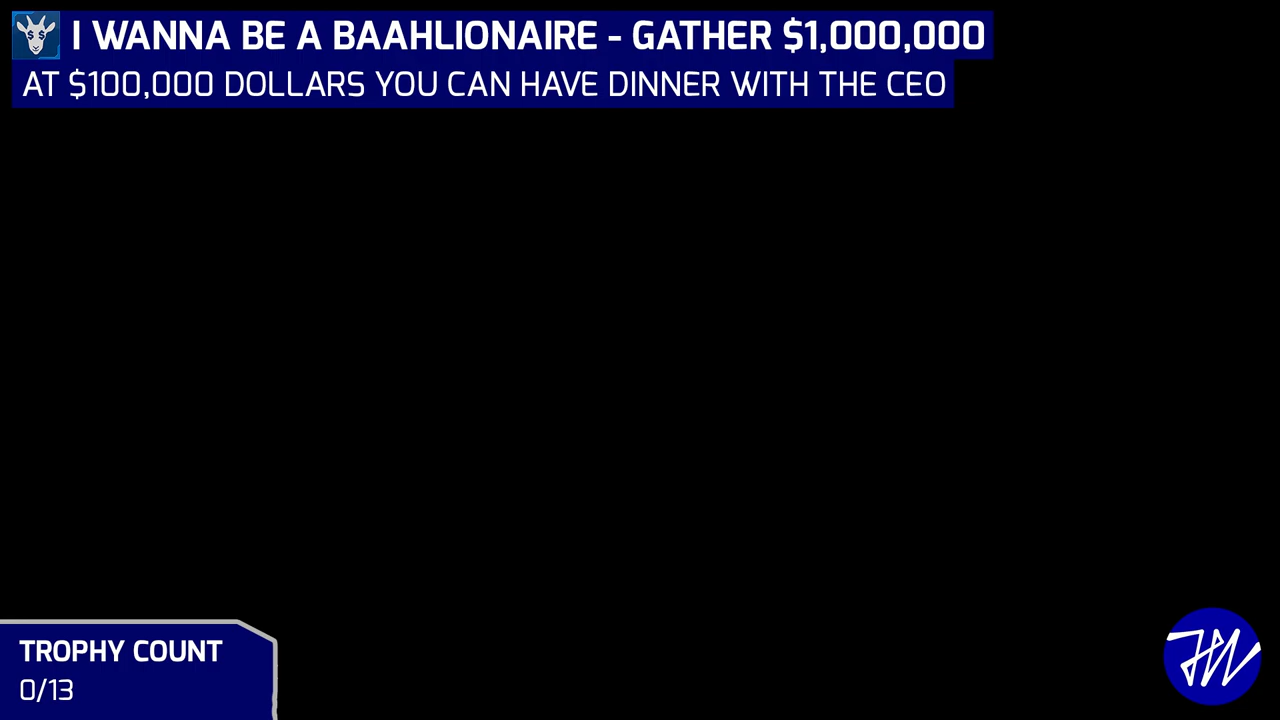 I WANNA BE A BAAHLIONAIRE - GATHER $1,000,000
AT $100,000 DOLLARS YOU CAN HAVE DINNER WITH THE CEO
TROPHY COUNT
0/13